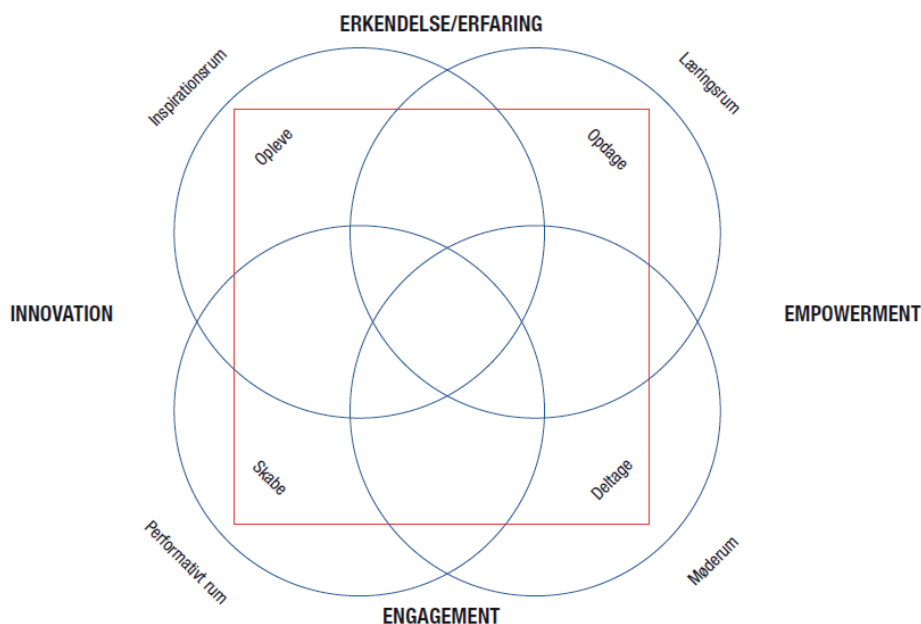 ERKENDELSE/ERFARING
Inspirationsrum
Læringsrum
Opleve
Opdage
INNOVATION
EMPOWERMENT
Skabe
Deltage
Performativt rum
Møderum
ENGAGEMENT